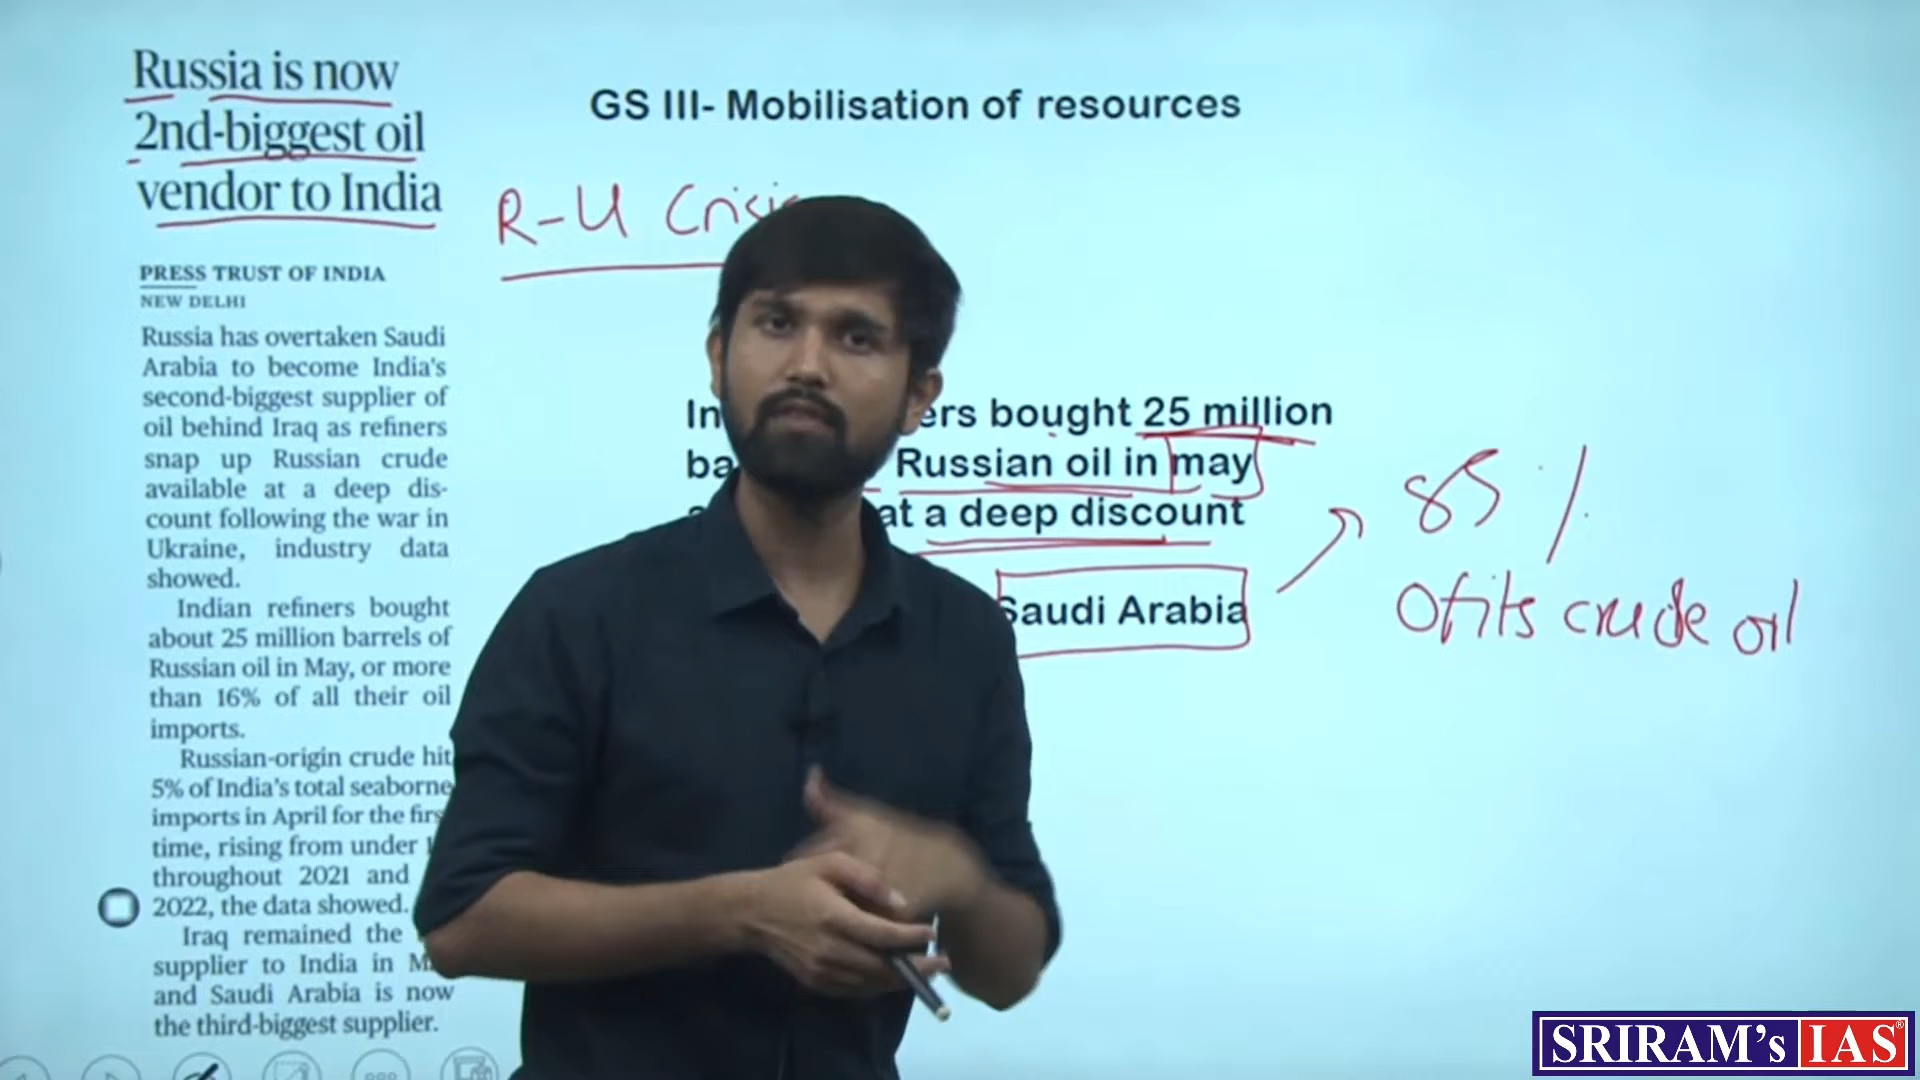 Russia is now
2nd-biggest oil
vendor to India
PRESS TRUST OF INDIA
NEW DELHI
Russia has overtaken Saudi
Arabia to become India's
second-biggest supplier of
oil behind Iraq as refiners
snap up Russian crude
available at a deep dis-
count following the war in
Ukraine, industry data
showed.
Indian refiners bought
about 25 million barrels of
Russian oil in May, or more
than 16% of all their oil
imports.
Russian-origin crude hit
5% of India's total seaborne
imports in April for the
time, rising from under
throughout 2021 and
2022, the data showed.
Iraq remained the
supplier to India in
and Saudi Arabia is now
the third-biggest supplier.
GS III- Mobilisation of resources
R-U
bought 25 million
Russian oil in may
at a deep discount
Saudi Arabia
85 %
Of its crude oil
SRIRAM's IAS